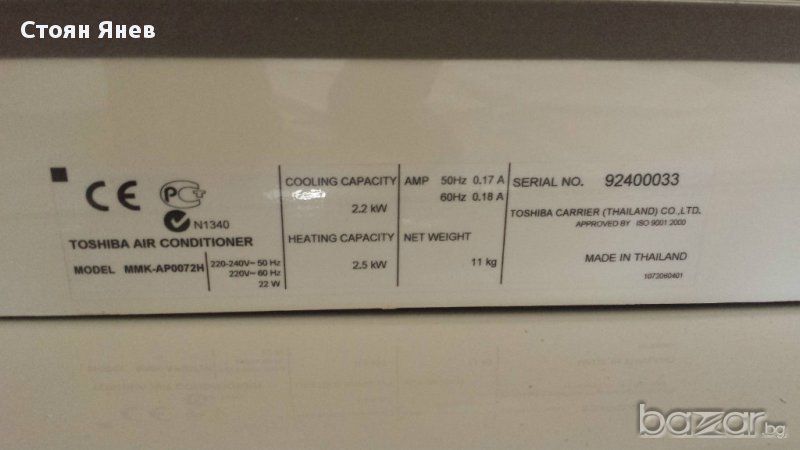 Стоян Янев
CE PC
N1340
TOSHIBA AIR CONDITIONER
MODEL MMK-AP0072H
220-240V~ 50 Hz
220V~ 60 Hz
22 W
COOLING CAPACITY
2.2 kW
HEATING CAPACITY
2.5 kW
AMP 50Hz 0.17 A
60Hz 0.18 A
NET WEIGHT
11 kg
SERIAL NO. 92400033
TOSHIBA CARRIER (THAILAND) CO.,LTD.
APPROVED BY ISO 9001:2000
MADE IN THAILAND
1072060401
bazar.bg